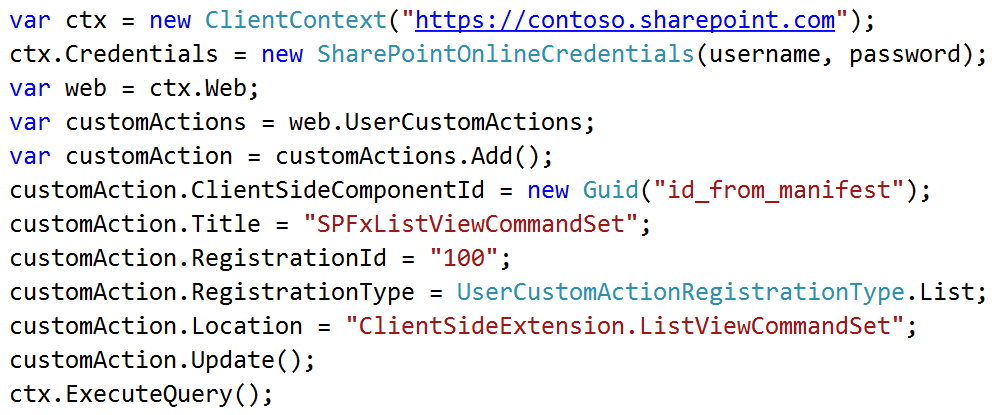 var ctx = new ClientContext("https://contoso.sharepoint.com");
ctx.Credentials = new SharePointOnlineCredentials(username, password);
var web = ctx.Web;
var customActions = web.UserCustomActions;
var customAction = customActions.Add();
customAction.ClientSideComponentId = new Guid("id_from_manifest");
customAction.Title = "SPFxListViewCommandSet";
customAction.RegistrationId = "100";
customAction.RegistrationType = UserCustomActionRegistrationType.List;
customAction.Location = "ClientSideExtension.ListViewCommandSet";
customAction.Update();
ctx.ExecuteQuery();